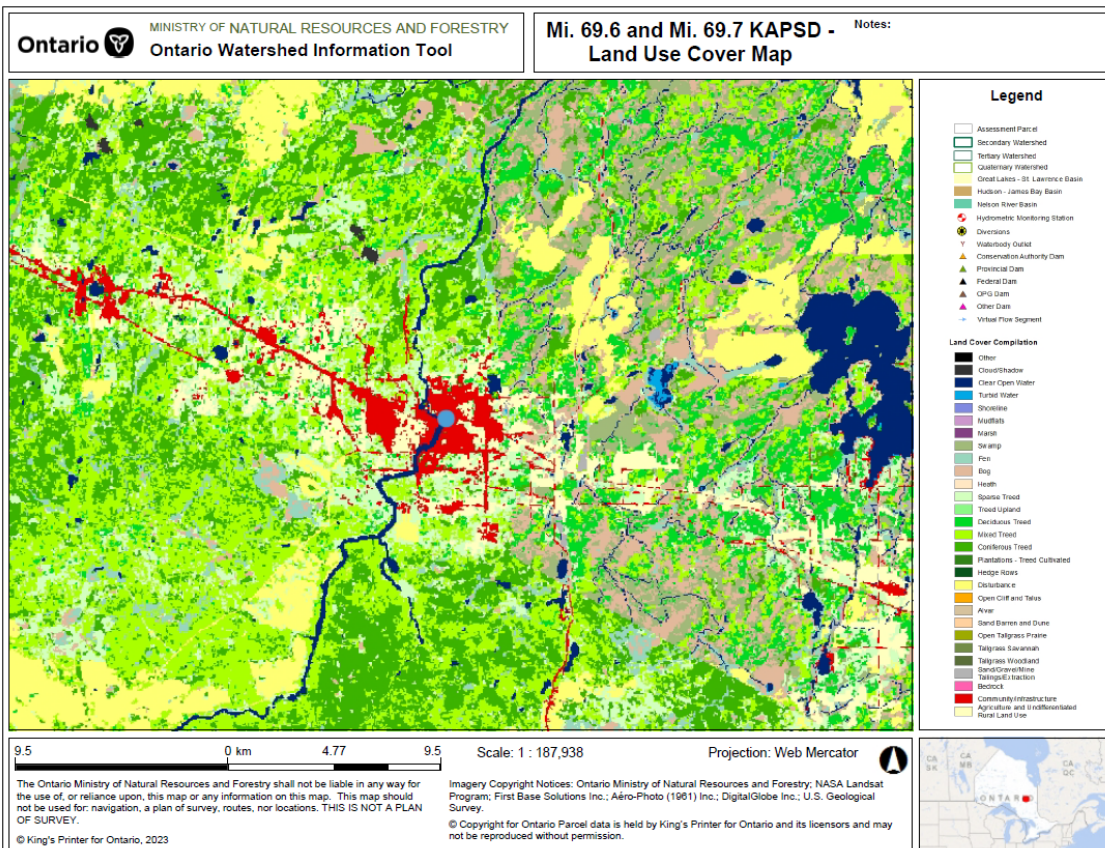 Ontario
MINISTRY OF NATURAL RESOURCES AND FORESTRY
Ontario Watershed Information Tool
Mi. 69.6 and Mi. 69.7 KAPSD -
Land Use Cover Map
Notes:
Legend
Assessment Parcel
Secondary Watershed
Tertiary Watershed
Quaternary Watershed
Great Lakes - St. Lawrence Basin
Hudson - James Bay Basin
Nelson River Basin
Hydrometric Monitoring Station
Diversions
Waterbody Outlet
Conservation Authority Dam
Provincial Dam
Federal Dam
OPG Dam
Other Dam
Virtual Flow Segment
Land Cover Compilation
Other
Cloud/Shadow
Clear Open Water
Turbid Water
Shoreline
Mudflats
Marsh
Swamp
Fen
Bog
Heath
Sparse Treed
Treed Upland
Deciduous Treed
Mixed Treed
Coniferous Treed
Plantations - Treed Cultivated
Hedge Rows
Disturbance
Open Cliff and Talus
Alvar
Sand Barren and Dune
Open Tallgrass Prairie
Tallgrass Savannah
Tallgrass Woodland
Sand/Gravel/Mine
Tailings/Extraction
Bedrock
Community/Infrastructure
Agriculture and Undifferentiated
Rural Land Use
9.5 0 km 4.77 9.5
Scale: 1 : 187,938
Projection: Web Mercator
The Ontario Ministry of Natural Resources and Forestry shall not be liable in any way for
the use of, or reliance upon, this map or any information on this map. This map should
not be used for: navigation, a plan of survey, routes, nor locations. THIS IS NOT A PLAN
OF SURVEY.
© King's Printer for Ontario, 2023
Imagery Copyright Notices: Ontario Ministry of Natural Resources and Forestry; NASA Landsat
Program; First Base Solutions Inc.; Aéro-Photo (1961) Inc.; DigitalGlobe Inc.; U.S. Geological
Survey.
© Copyright for Ontario Parcel data is held by King's Printer for Ontario and its licensors and may
not be reproduced without permission.
CA
SK
CA
MB
CA
QC
ONTARIO